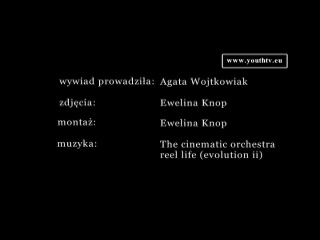 www.youthtv.eu
wywiad prowadziła: Agata Wojtkowiak
zdjęcia: Ewelina Knop
montaż: Ewelina Knop
muzyka: The cinematic orchestra
reel life (evolution ii)